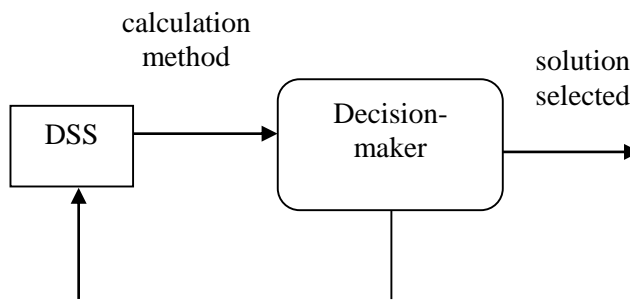 calculation
method
solution
selected
DSS
Decision-
maker